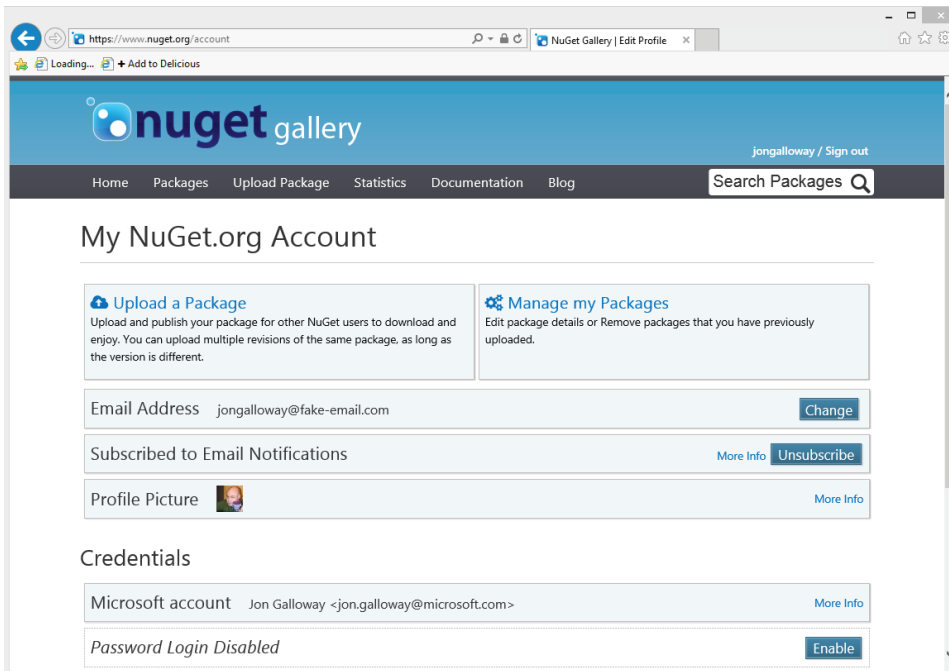 https://www.nuget.org/account
NuGet Gallery | Edit Profile
Loading... + Add to Delicious
nuget gallery
jongalloway / Sign out
Home Packages Upload Package Statistics Documentation Blog Search Packages
My NuGet.org Account
Upload a Package
Upload and publish your package for other NuGet users to download and
enjoy. You can upload multiple revisions of the same package, as long as
the version is different.
Manage my Packages
Edit package details or Remove packages that you have previously
uploaded.
Email Address jongalloway@fake-email.com Change
Subscribed to Email Notifications More Info Unsubscribe
Profile Picture More Info
Credentials
Microsoft account Jon Galloway <jon.galloway@microsoft.com> More Info
Password Login Disabled Enable